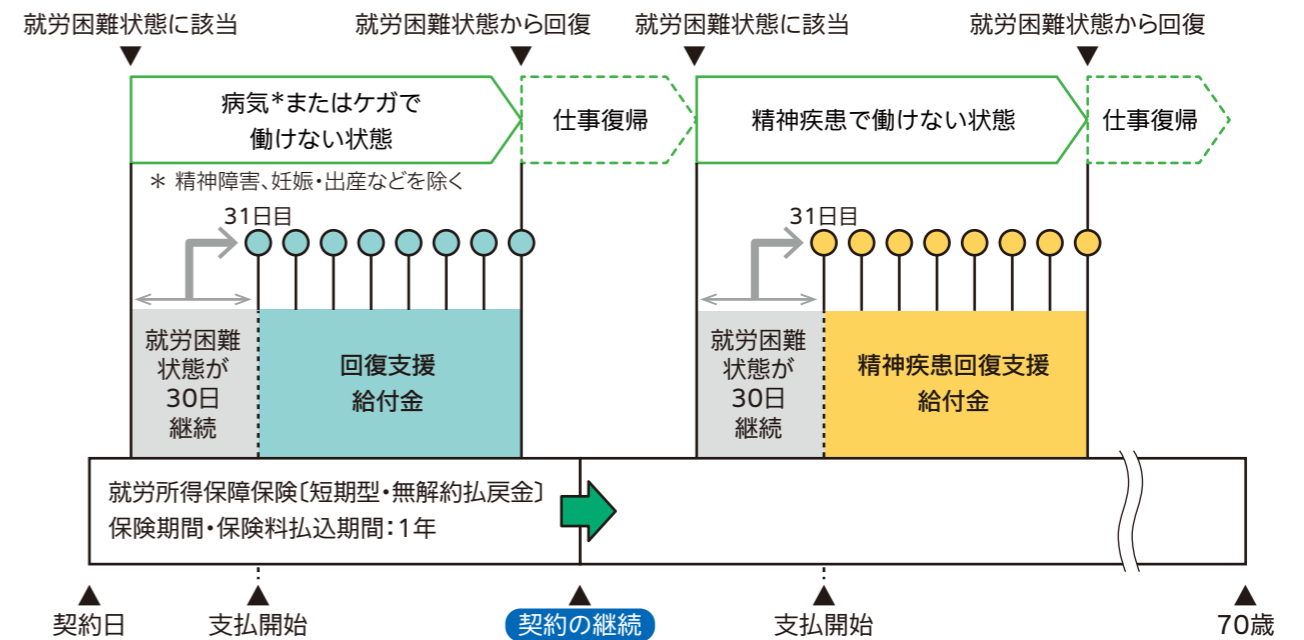 就労困難状態に該当
就労困難状態から回復
就労困難状態に該当
就労困難状態から回復
病気*またはケガで
働けない状態
仕事復帰
精神疾患で働けない状態
仕事復帰
* 精神障害、妊娠・出産などを除く
31日目
31日目
就労困難
状態が
30日
継続
回復支援
給付金
就労困難
状態が
30日
継続
精神疾患回復支援
給付金
就労所得保障保険〔短期型・無解約払戻金〕
保険期間・保険料払込期間：1年
契約日
支払開始
契約の継続
支払開始
70歳